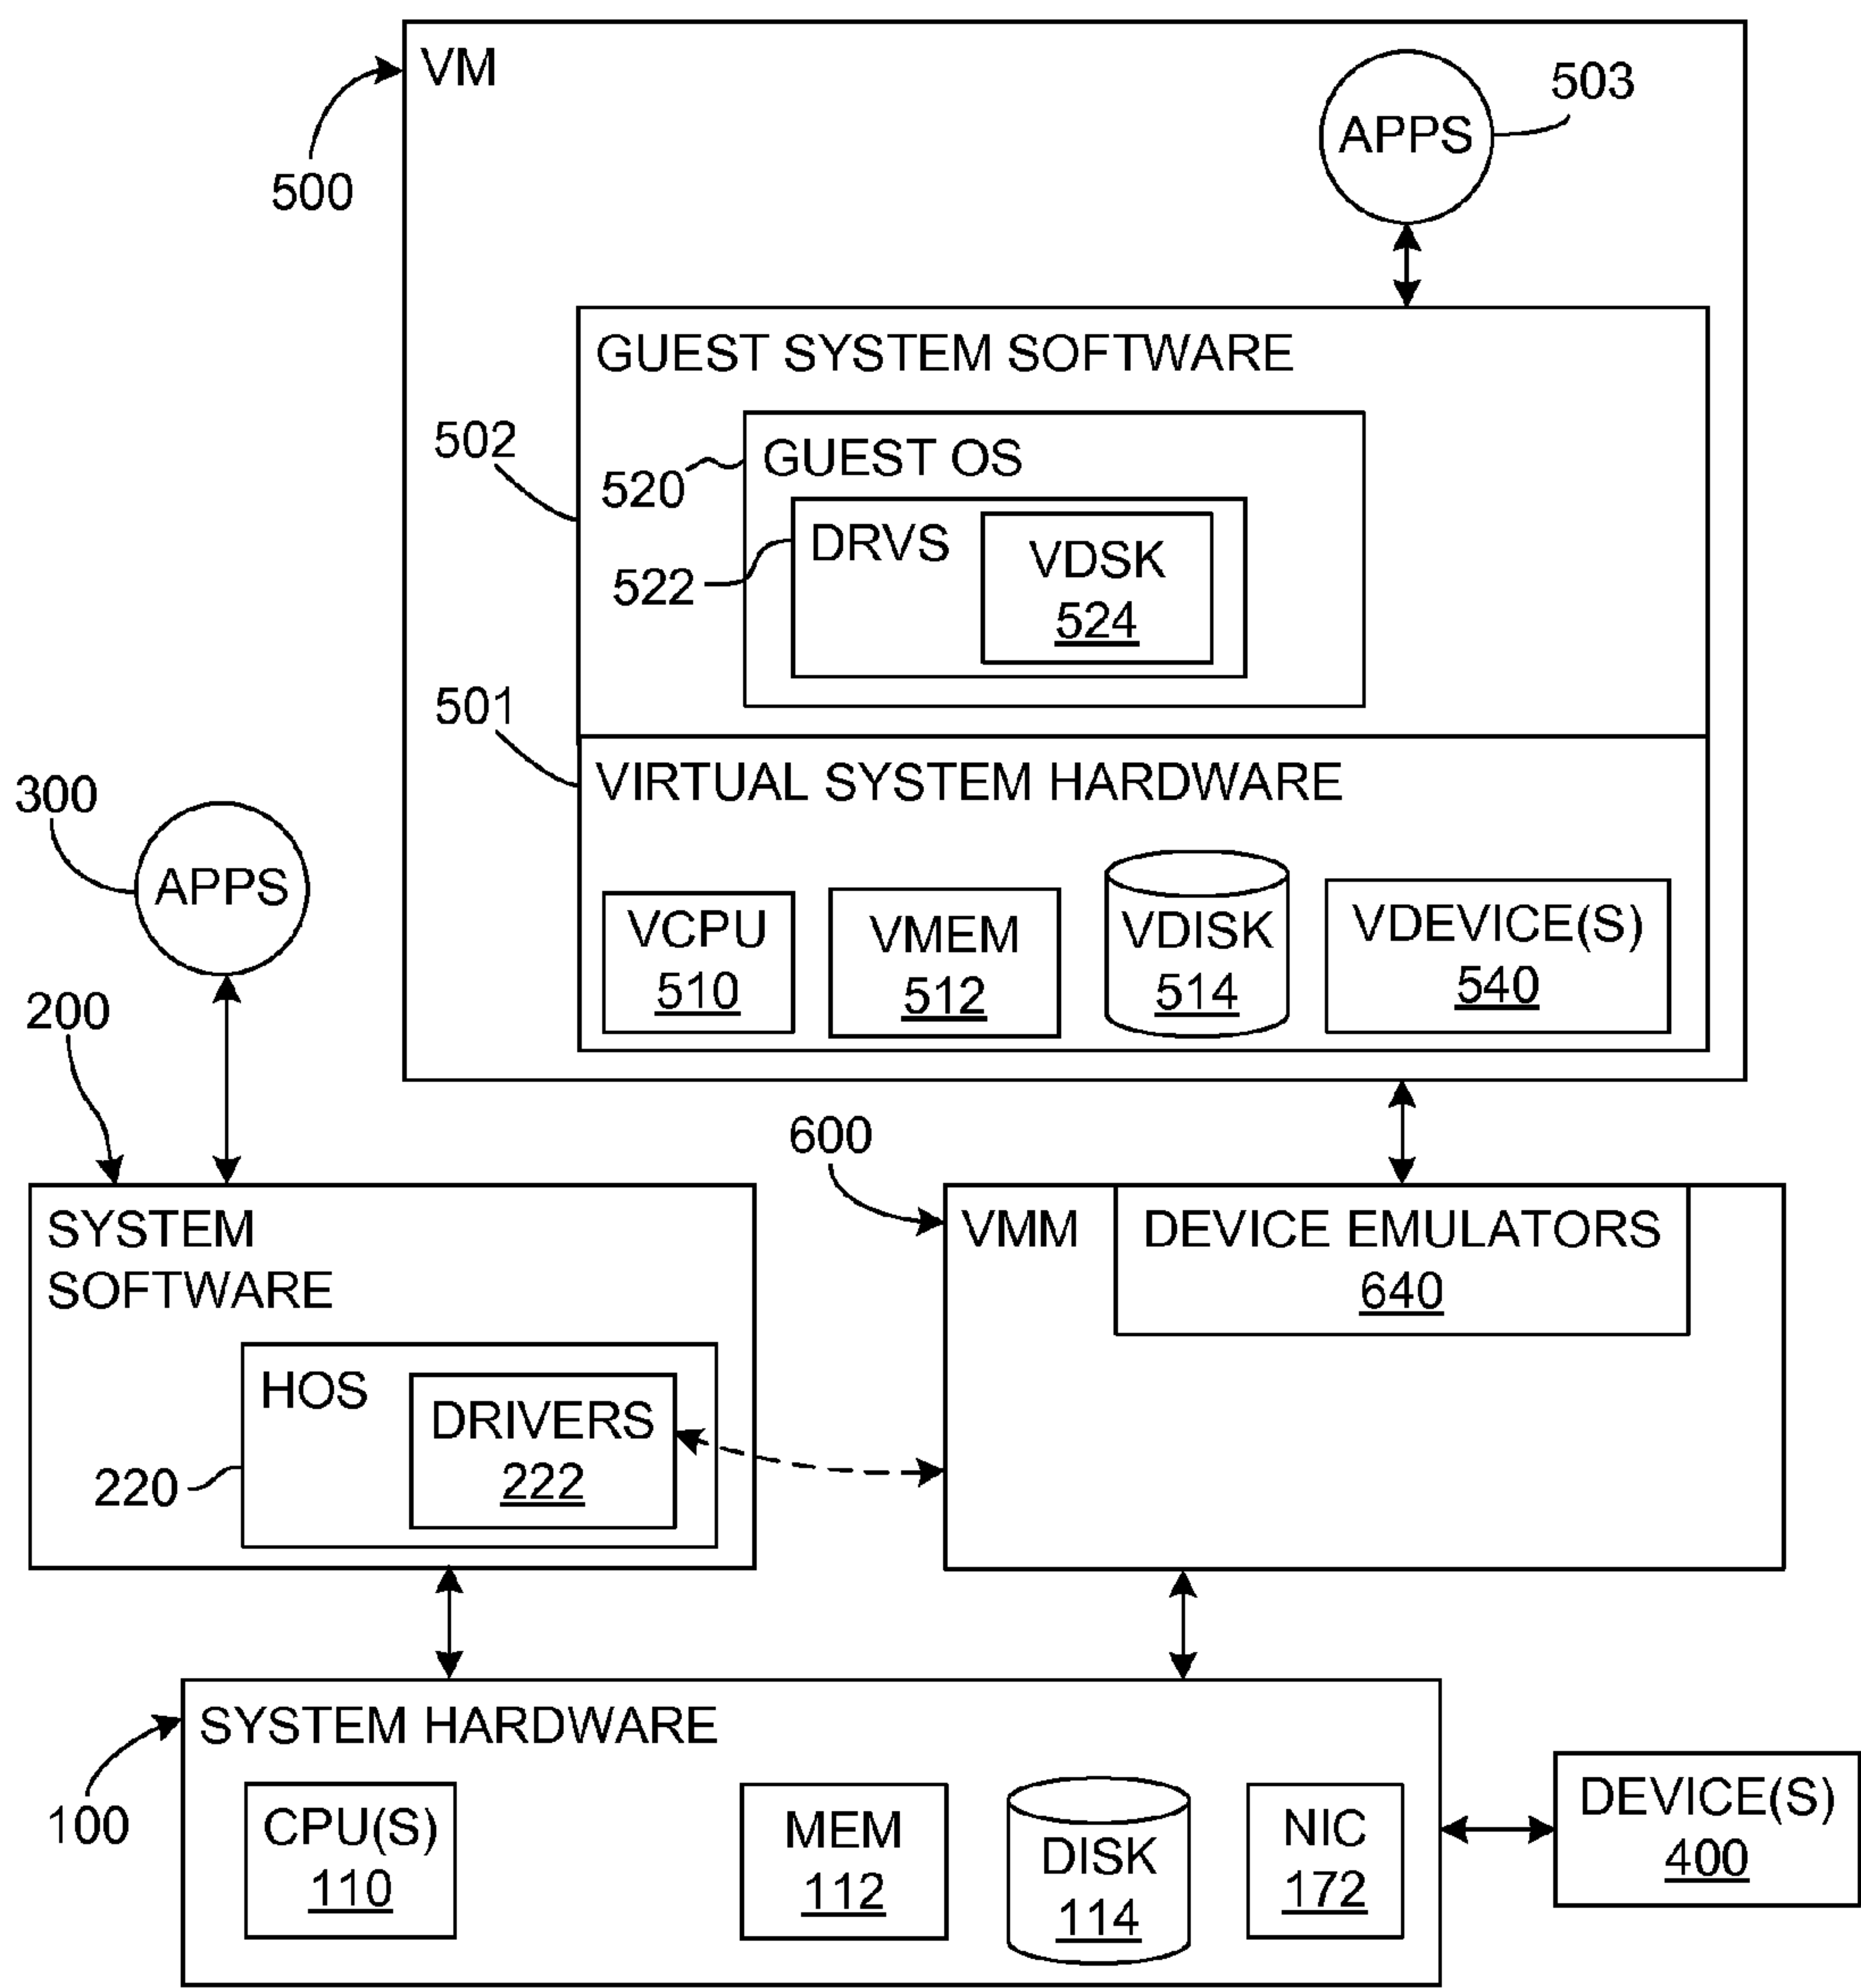 VM
503
APPS
500
GUEST SYSTEM SOFTWARE
502
GUEST OS
520
DRVS
VDSK
522
524
501
VIRTUAL SYSTEM HARDWARE
300
APPS
VCPU
510
VMEM
512
VDISK
514
VDEVICE(S)
540
200
600
SYSTEM
SOFTWARE
VMM
DEVICE EMULATORS
640
HOS
DRIVERS
222
220
SYSTEM HARDWARE
100
CPU(S)
110
MEM
112
DISK
114
NIC
172
DEVICE(S)
400